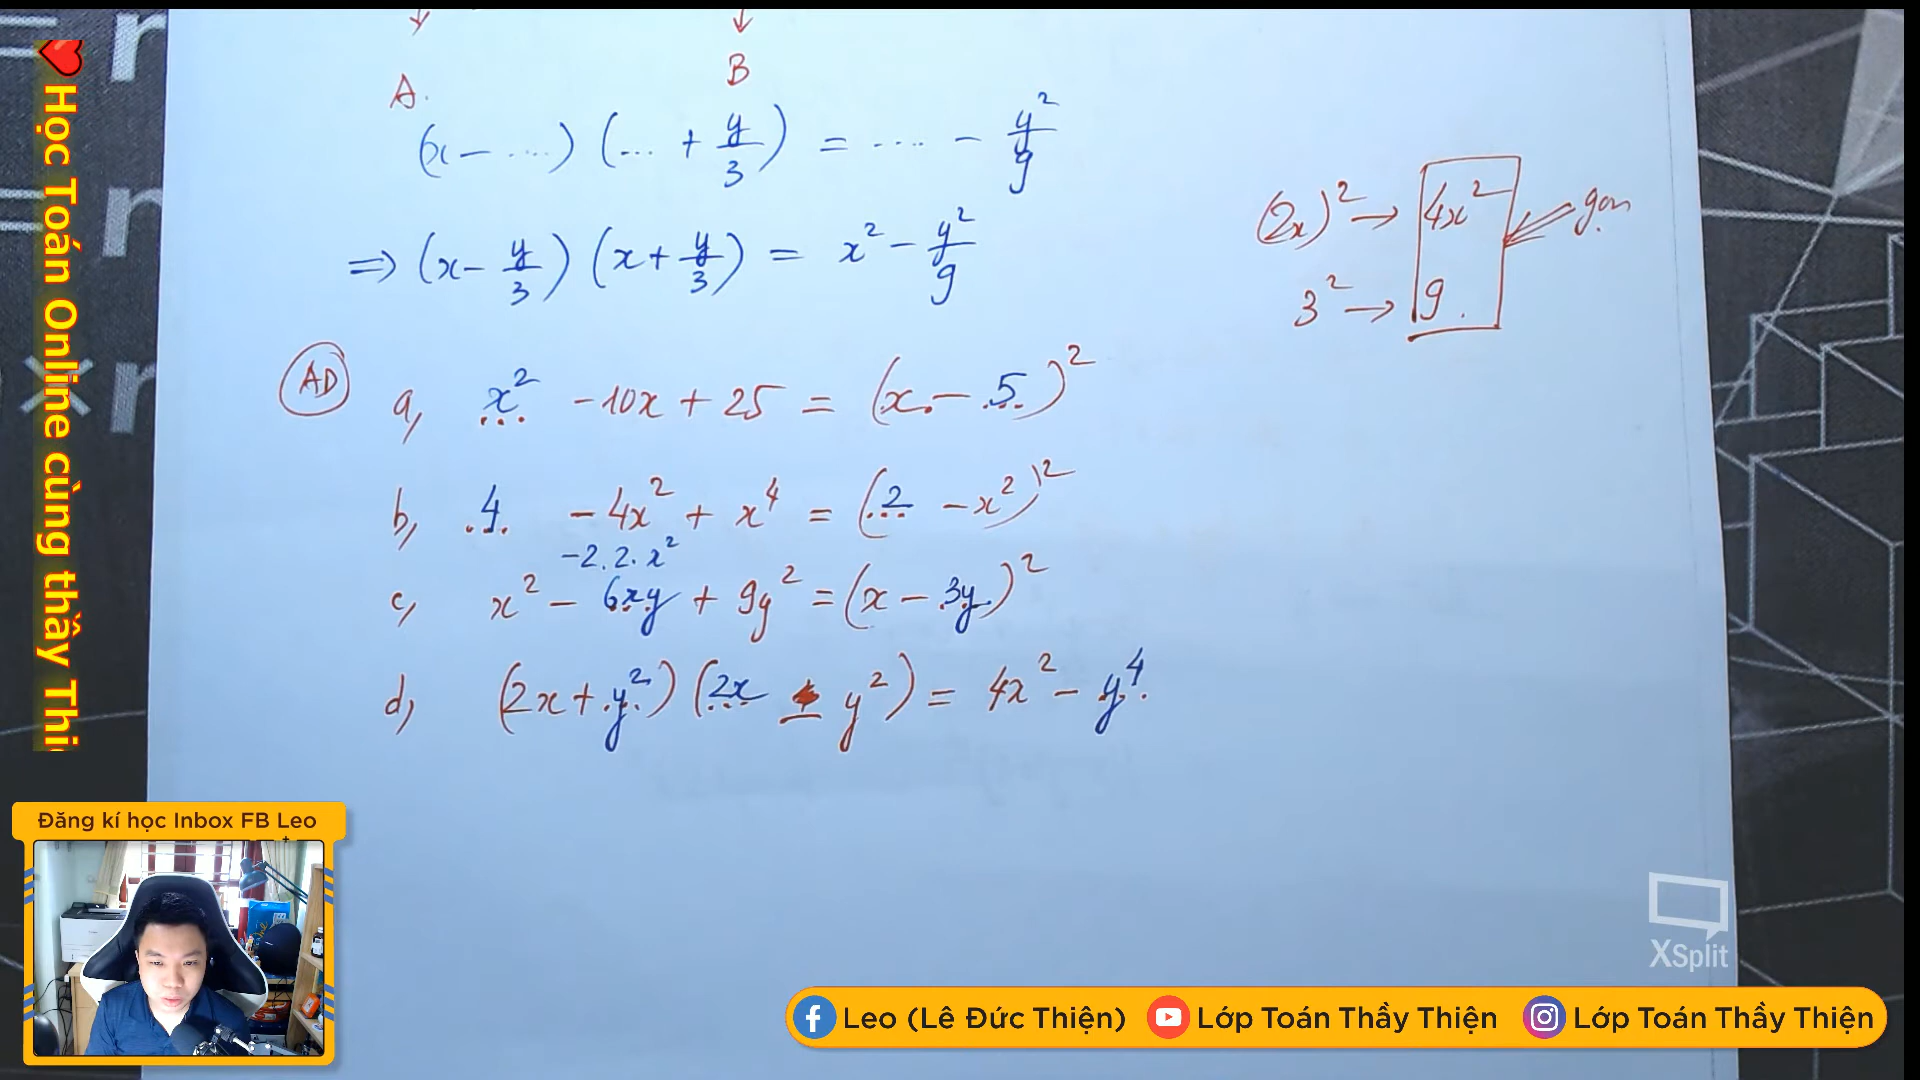 ❤ Học Toán Online cùng thầy Thiệ
A.
B
(x - ....) (... + y/3) = .... - y²/9
=> (x - y/3) (x + y/3) = x² - y²/9
(2x)² → 4x²
gọn
3² → 9.
AD
a, x² - 10x + 25 = (x - 5)²
b, 4 - 4x² + x⁴ = (2 - x²)²
-2.2.x²
c, x² - 6xy + 9y² = (x - 3y)²
d, (2x + y²) (2x - y²) = 4x² - y⁴.
Đăng kí học Inbox FB Leo
XSplit
Leo (Lê Đức Thiện) Lớp Toán Thầy Thiện Lớp Toán Thầy Thiện